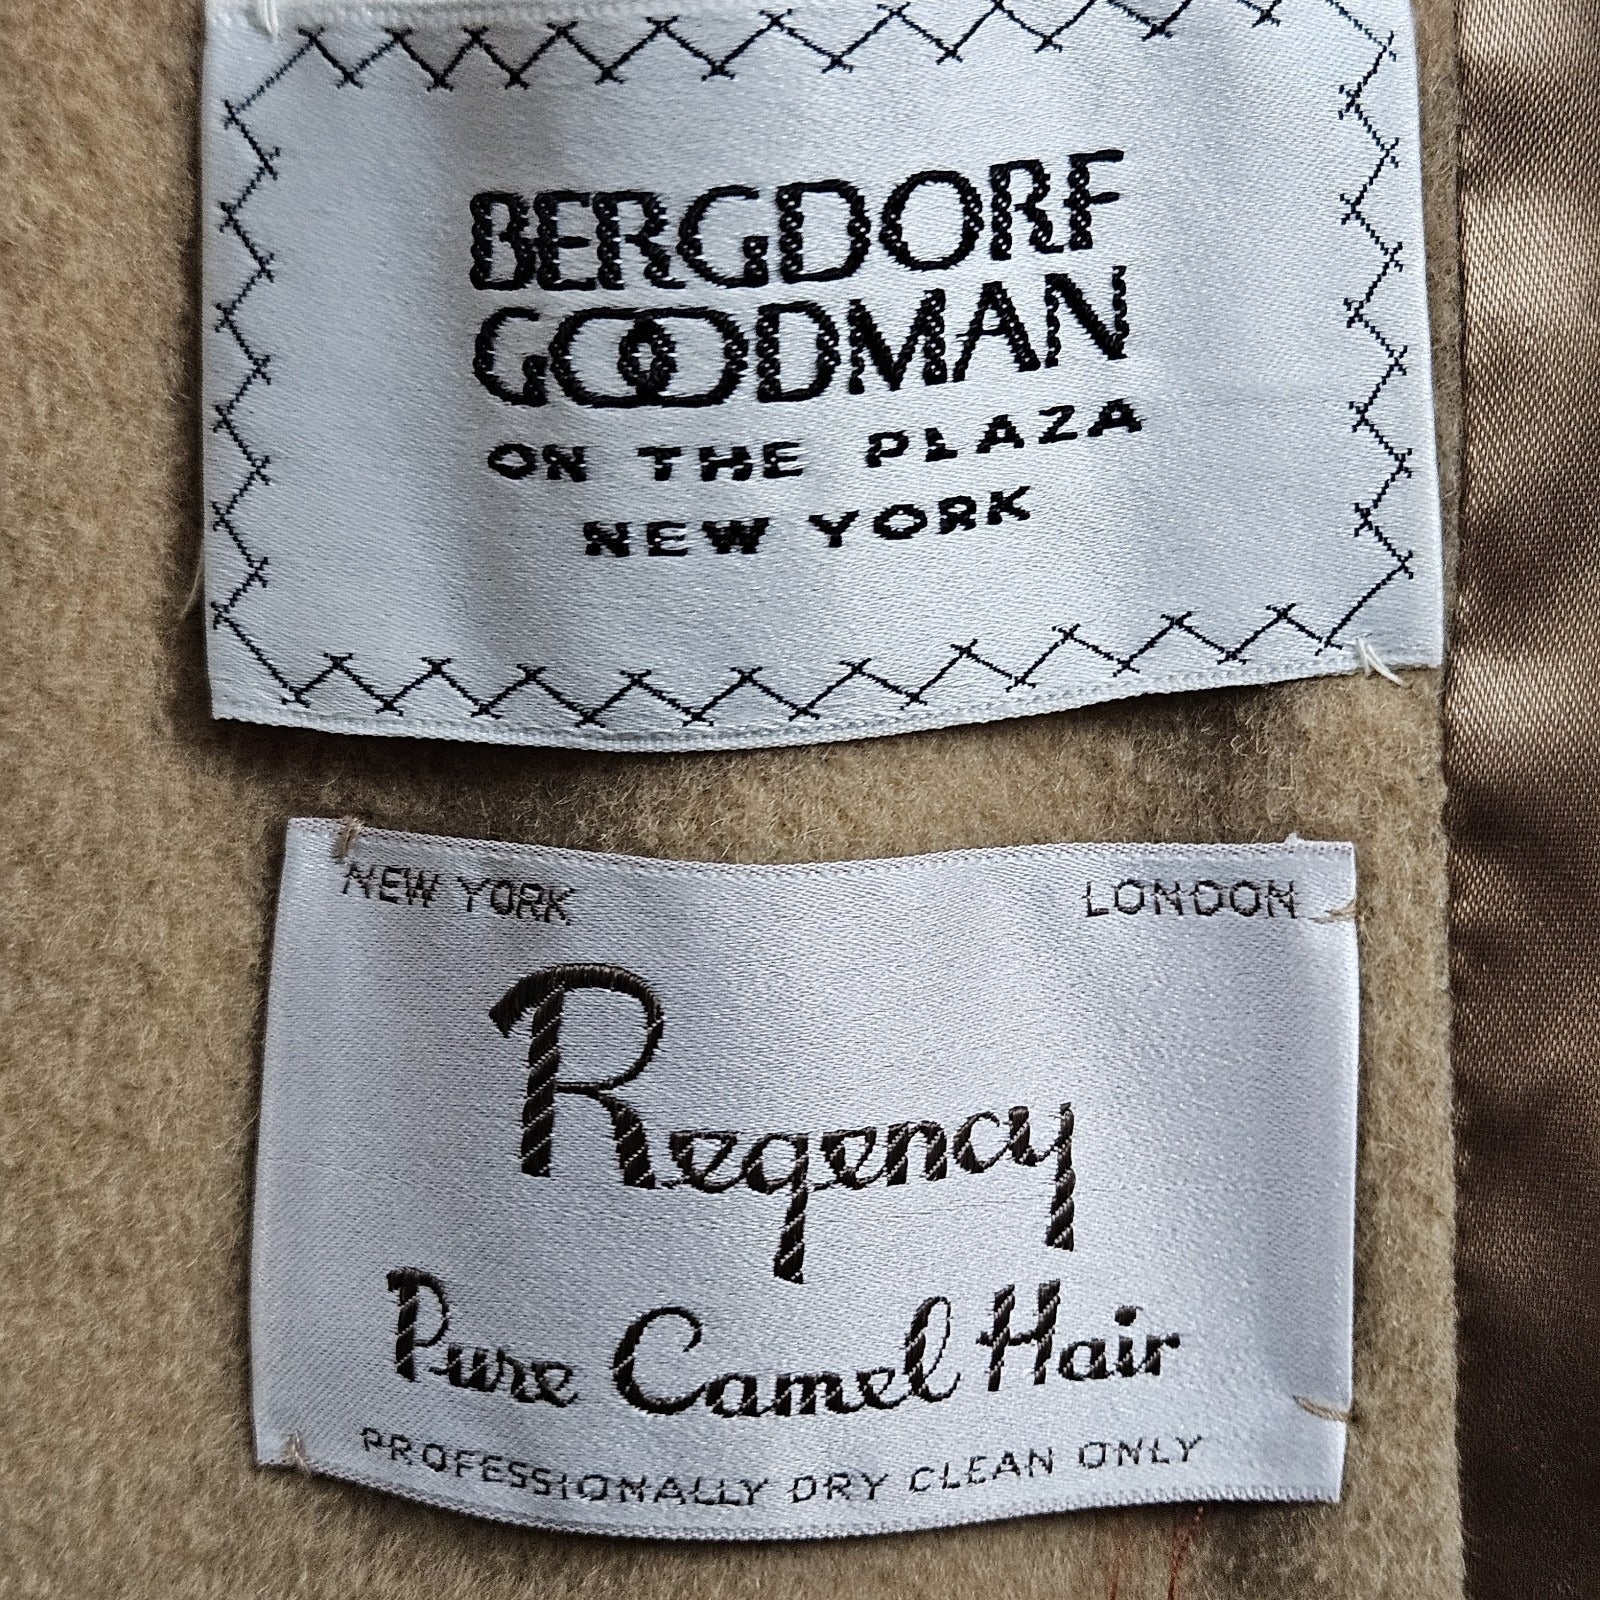 BERGDORF
GOODMAN
ON THE PLAZA
NEW YORK
NEW YORK LONDON
Regency
Pure Camel Hair
PROFESSIONALLY DRY CLEAN ONLY